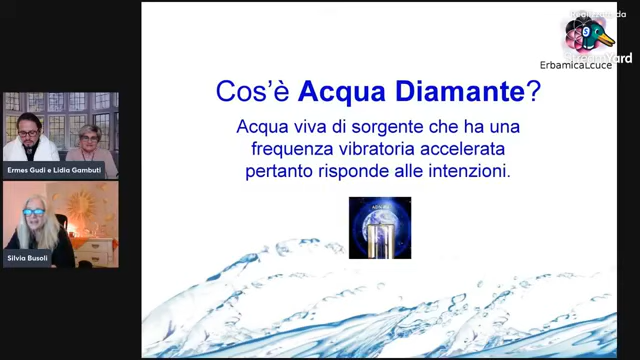 ErbamicaLcuce
Cos'è Acqua Diamante?
Acqua viva di sorgente che ha una
frequenza vibratoria accelerata
pertanto risponde alle intenzioni.
Ermes Gudi e Lidia Gambuti
Silvia Busoli